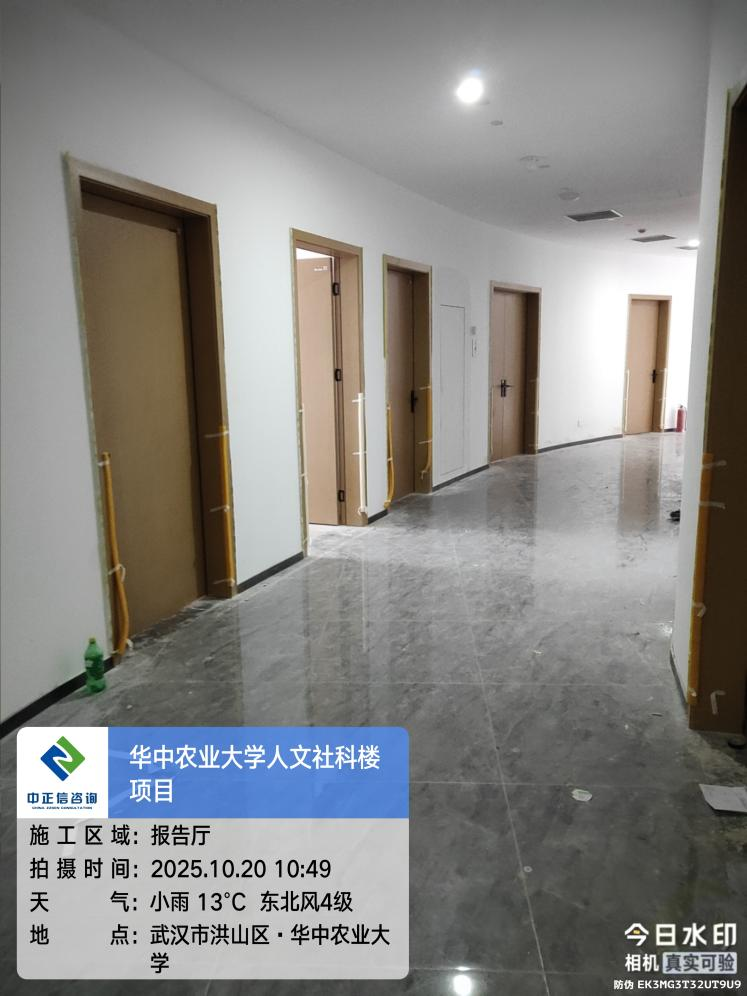 华中农业大学人文社科楼
项目
中正信咨询
施工区域：报告厅
拍摄时间：2025.10.20 10:49
天气：小雨 13°C 东北风4级
地点：武汉市洪山区·华中农业大
学
今日水印
相机 真实可验
防伪 EK3MG3T32UT9U9